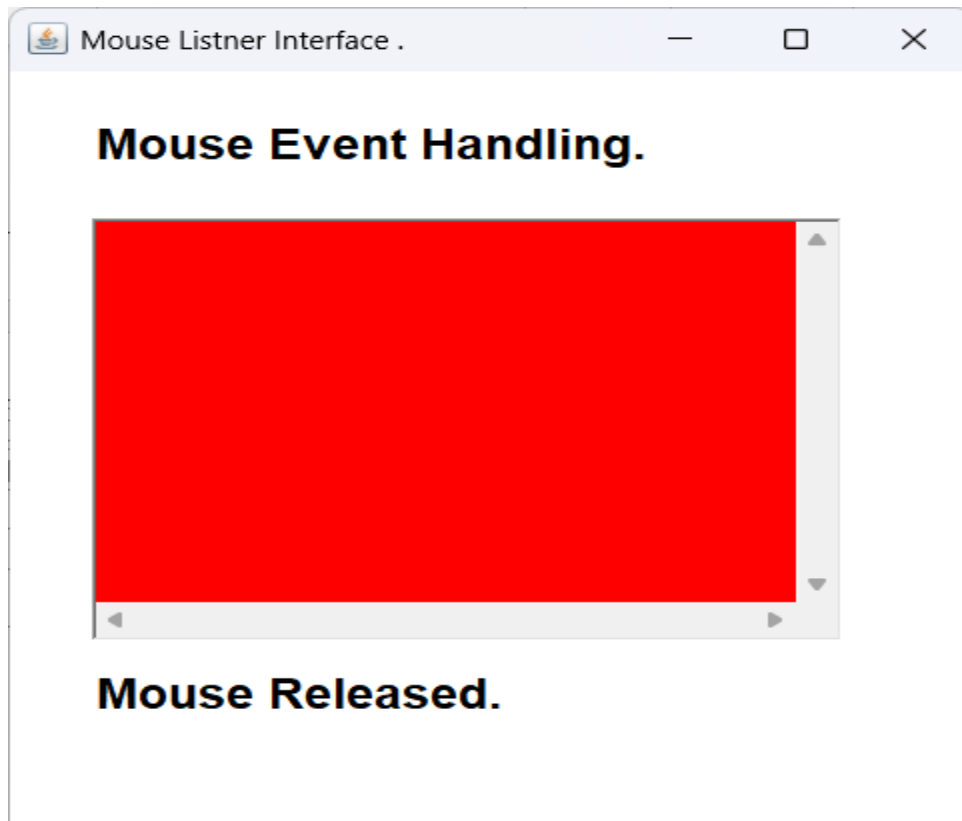 Mouse Listner Interface .
Mouse Event Handling.
Mouse Released.